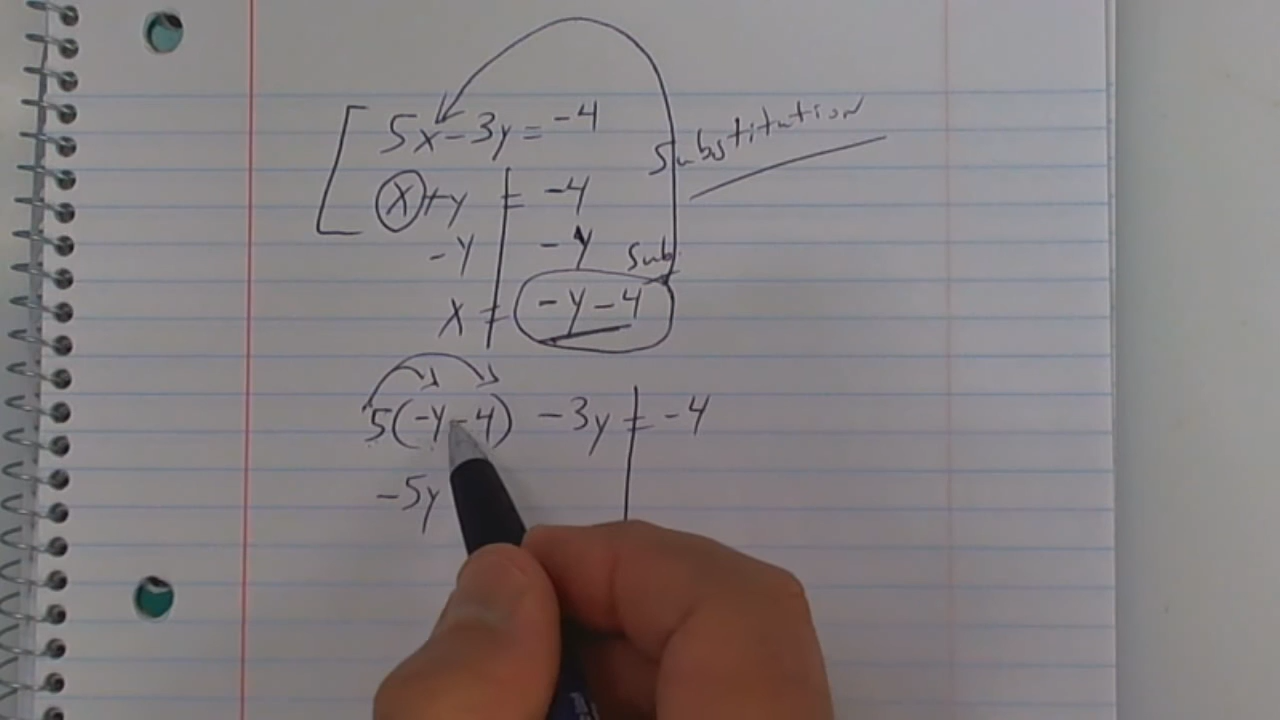 5x-3y=-4
Substitution
x+y = -4
-y -y
Sub
x = -y-4
5(-y-4) -3y = -4
-5y